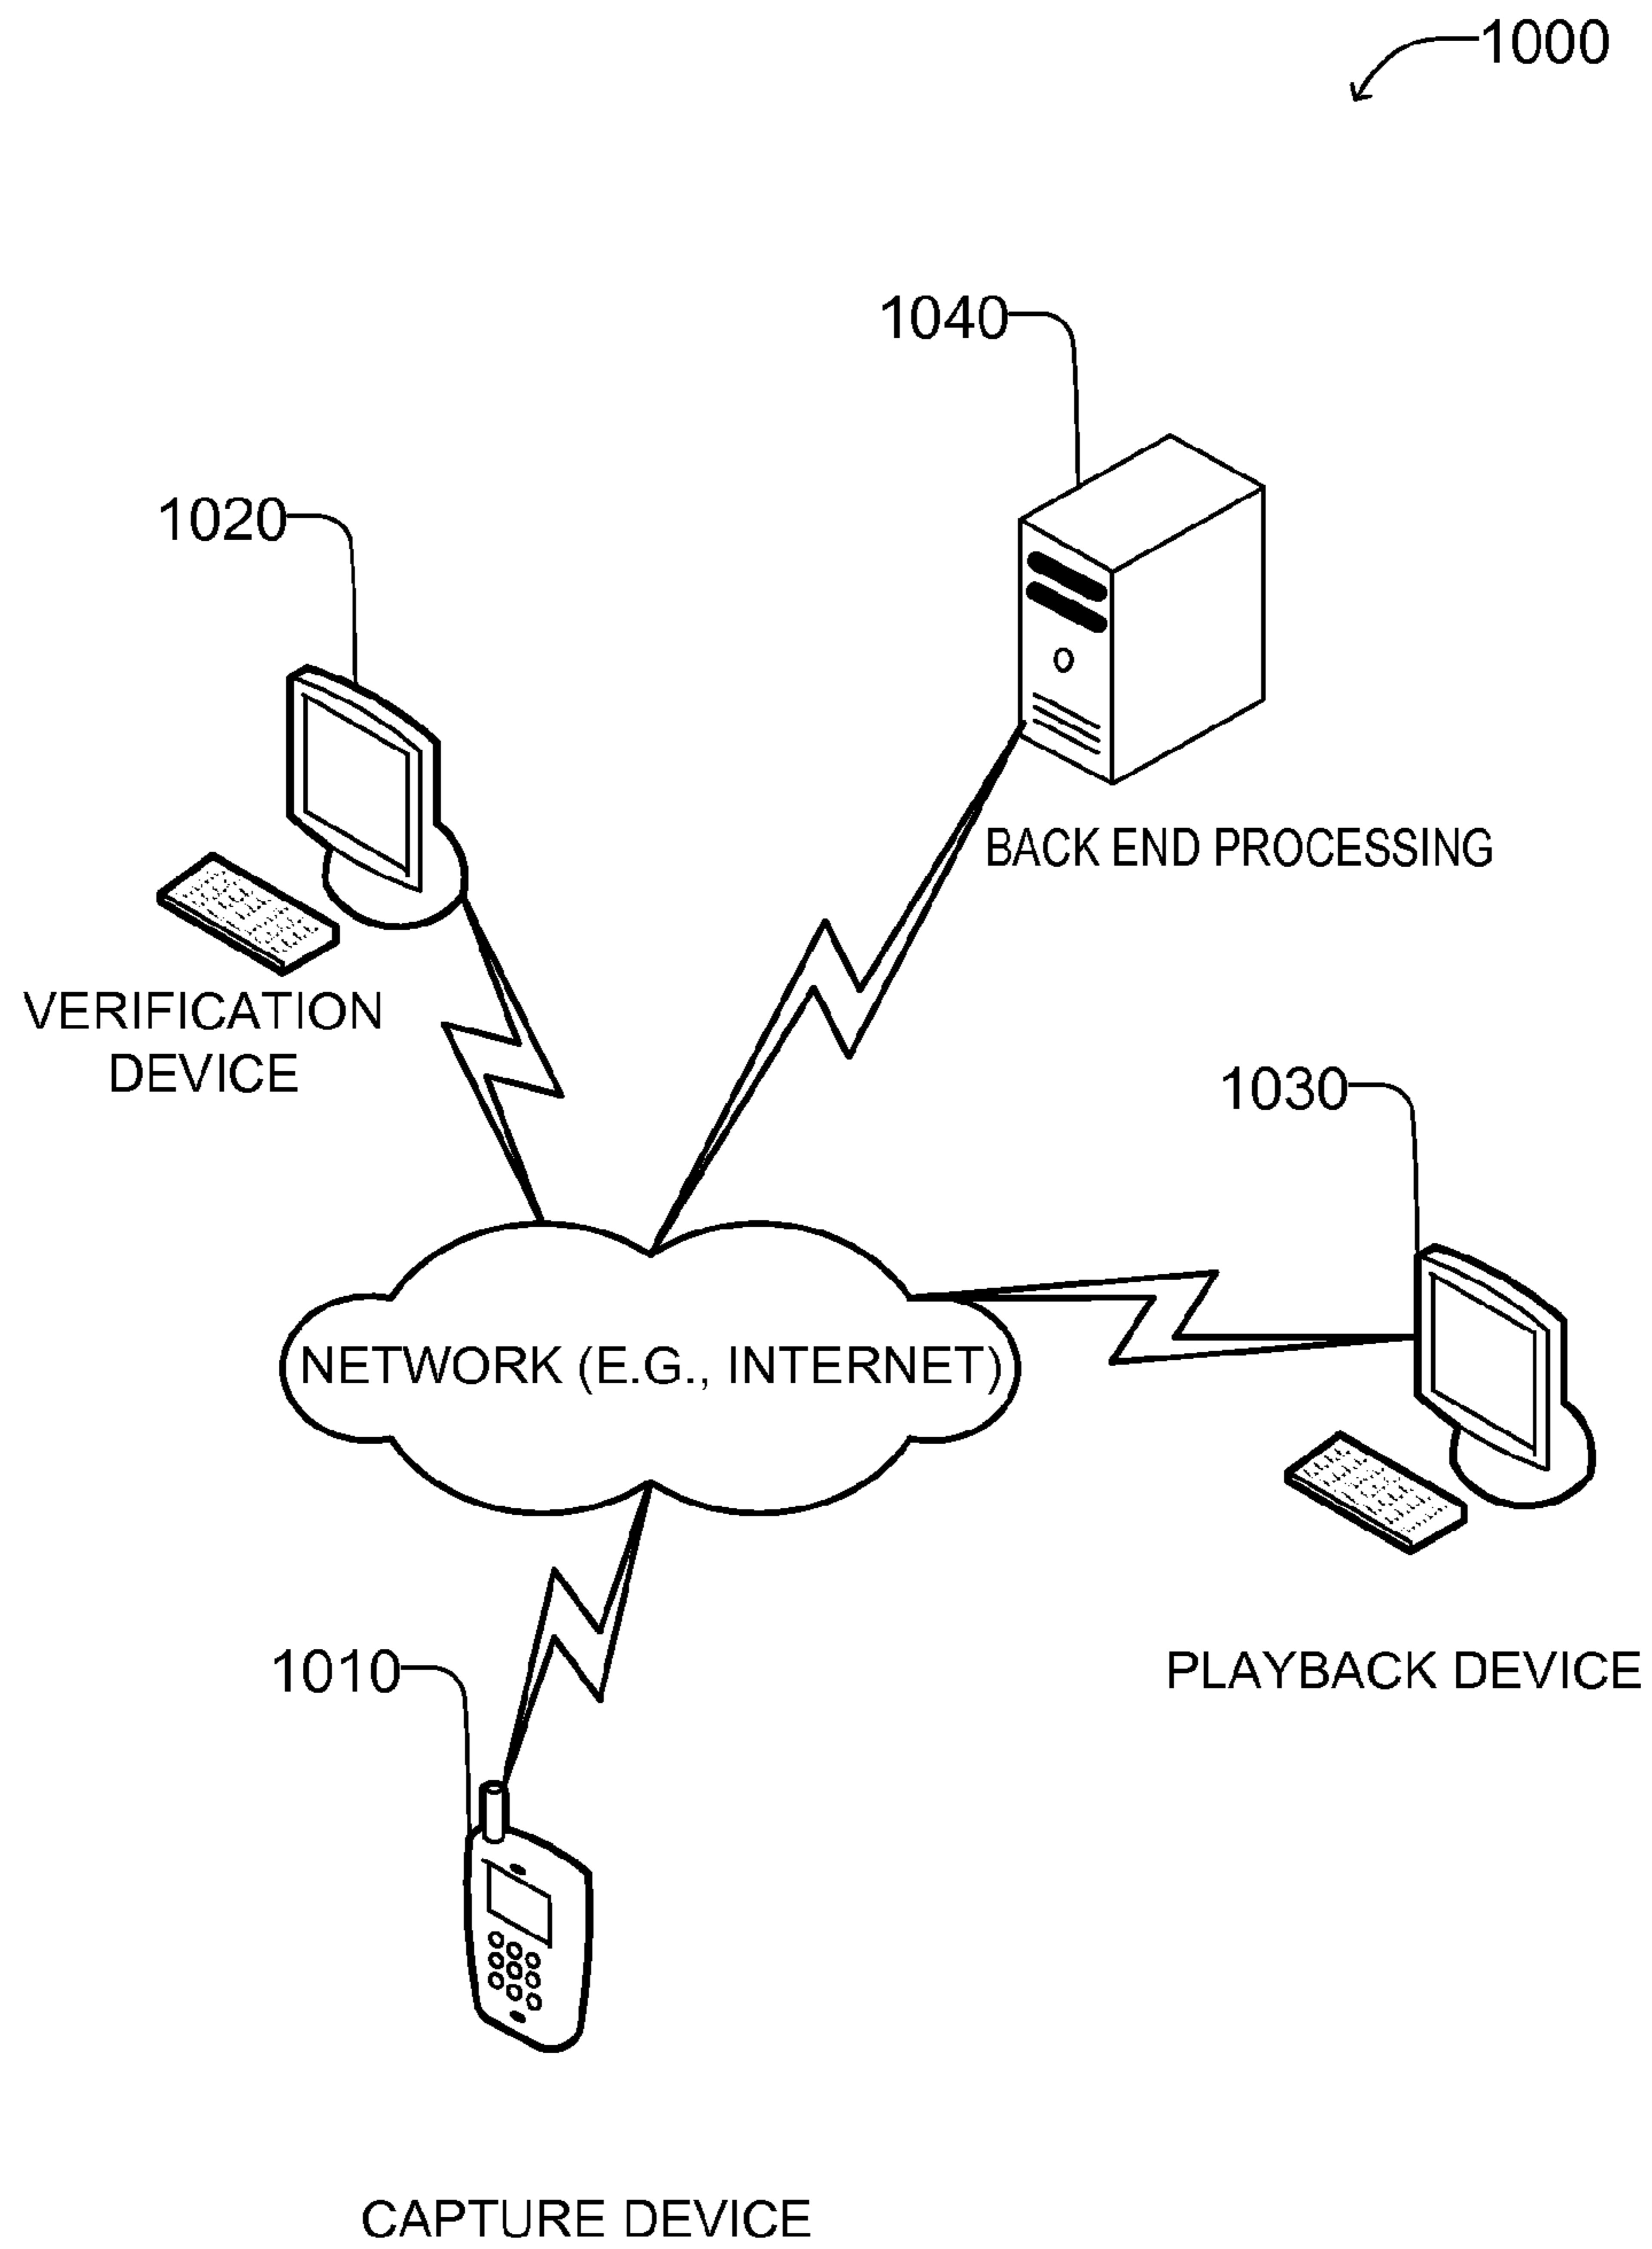 1000
1040
1020
BACK END PROCESSING
VERIFICATION
DEVICE
1030
NETWORK (E.G., INTERNET)
1010
PLAYBACK DEVICE
CAPTURE DEVICE